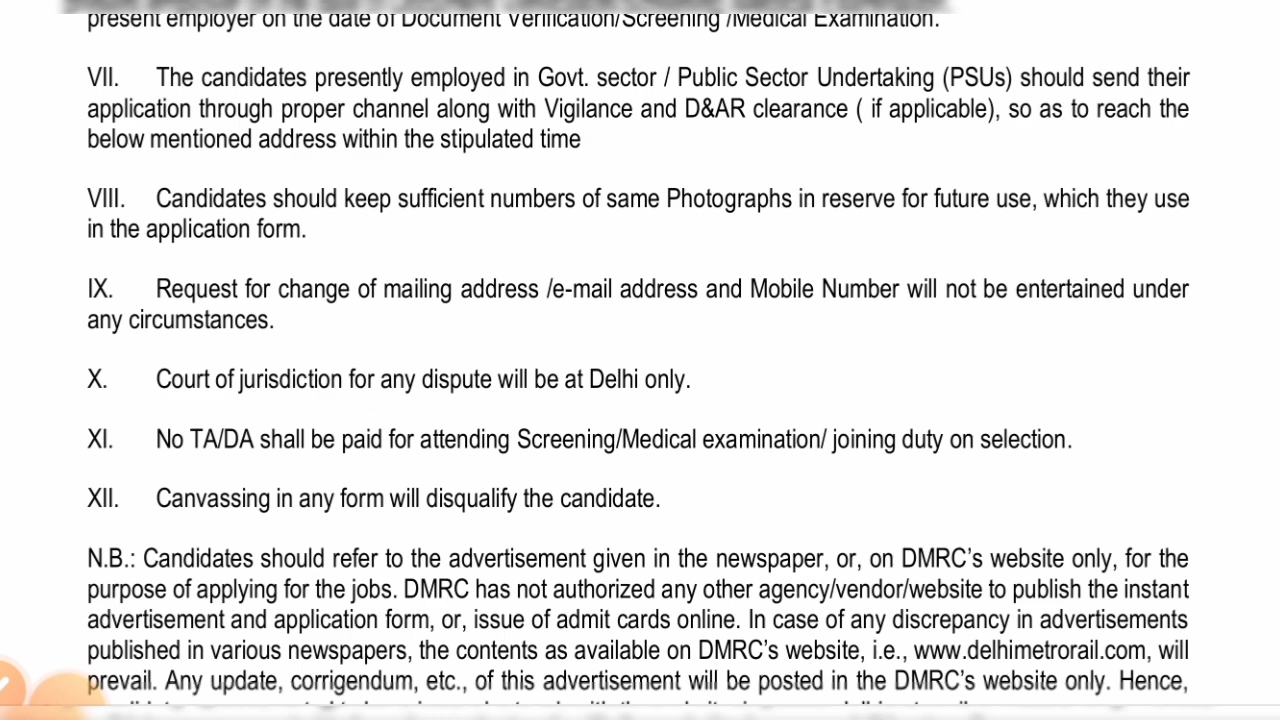 present employer on the date of Document Verification/Screening /Medical Examination.
VII. The candidates presently employed in Govt. sector / Public Sector Undertaking (PSUs) should send their
application through proper channel along with Vigilance and D&AR clearance ( if applicable), so as to reach the
below mentioned address within the stipulated time
VIII. Candidates should keep sufficient numbers of same Photographs in reserve for future use, which they use
in the application form.
IX. Request for change of mailing address /e-mail address and Mobile Number will not be entertained under
any circumstances.
X. Court of jurisdiction for any dispute will be at Delhi only.
XI. No TA/DA shall be paid for attending Screening/Medical examination/ joining duty on selection.
XII. Canvassing in any form will disqualify the candidate.
N.B.: Candidates should refer to the advertisement given in the newspaper, or, on DMRC's website only, for the
purpose of applying for the jobs. DMRC has not authorized any other agency/vendor/website to publish the instant
advertisement and application form, or, issue of admit cards online. In case of any discrepancy in advertisements
published in various newspapers, the contents as available on DMRC's website, i.e., www.delhimetrorail.com, will
prevail. Any update, corrigendum, etc., of this advertisement will be posted in the DMRC's website only. Hence,